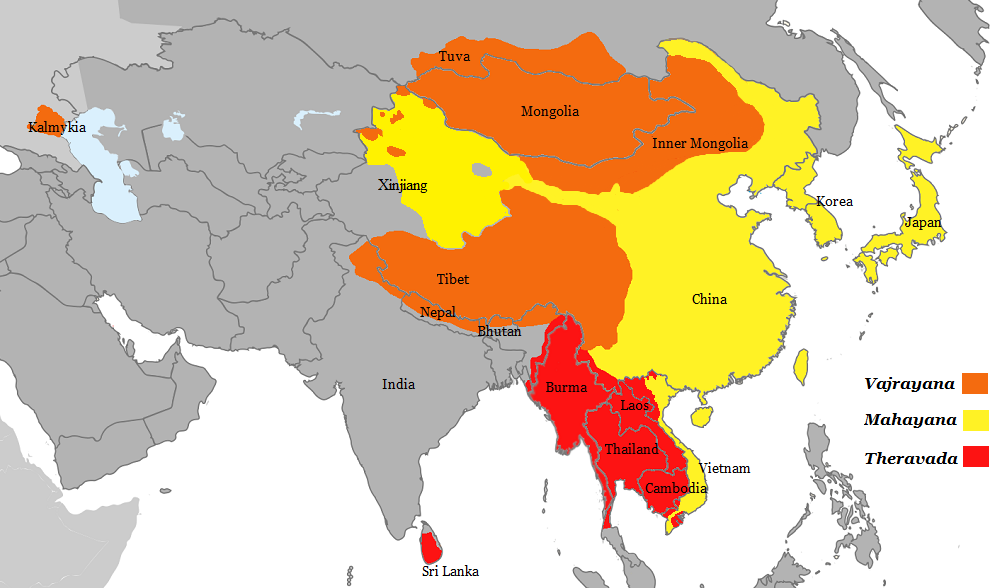 Tuva
Mongolia
Kalmykia
Inner Mongolia
Xinjiang
Korea
Japan
Tibet
China
Nepal
Bhutan
India
Burma
Laos
Thailand
Vietnam
Cambodia
Sri Lanka
Vajrayana
Mahayana
Theravada